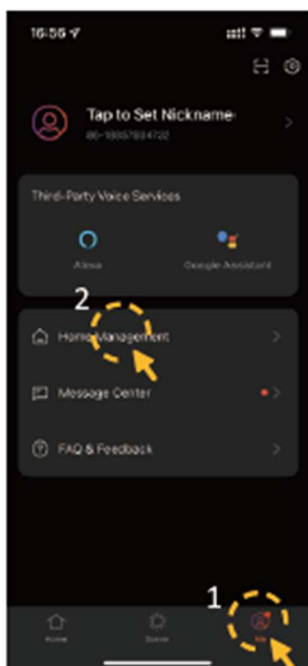 16:56
Tap to Set Nickname
Third-Party Voice Services
Alexa
Google Assistant
2
Home Management
Message Center
FAQ & Feedback
1
Home
Scene
Me